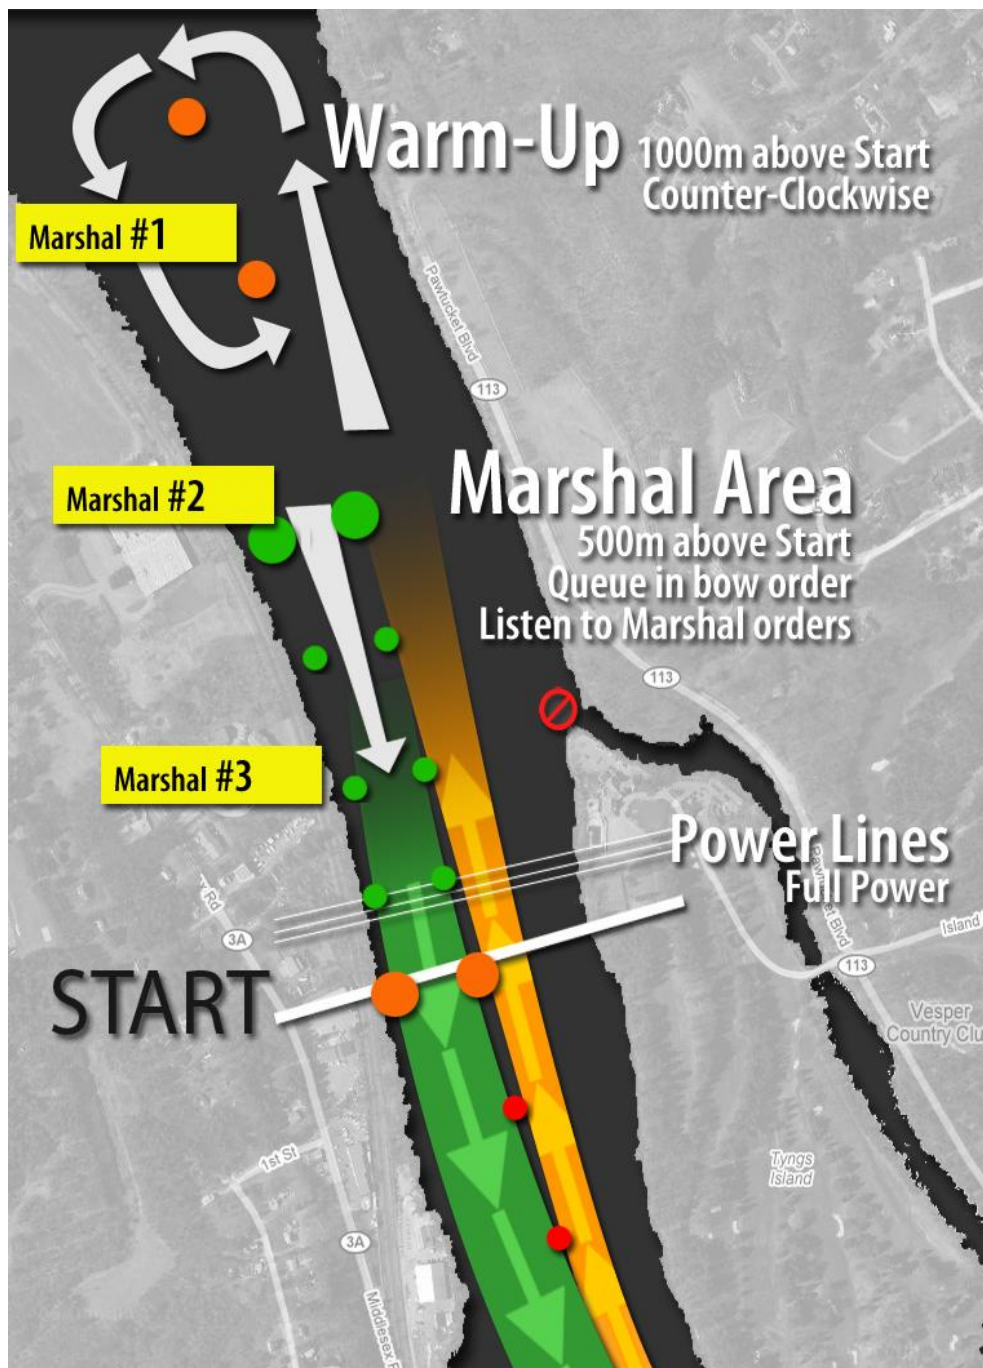 Warm-Up 1000m above Start
Counter-Clockwise
Marshal #1
Pawtucket Blvd
113
Marshal Area
500m above Start
Queue in bow order
Listen to Marshal orders
Marshal #2
113
Marshal #3
Power Lines
Full Power
Pawtucket Blvd
Rd
3A
Island
113
START
Vesper
Country Clu
1st St
Tyngs
Island
3A
Middlesex